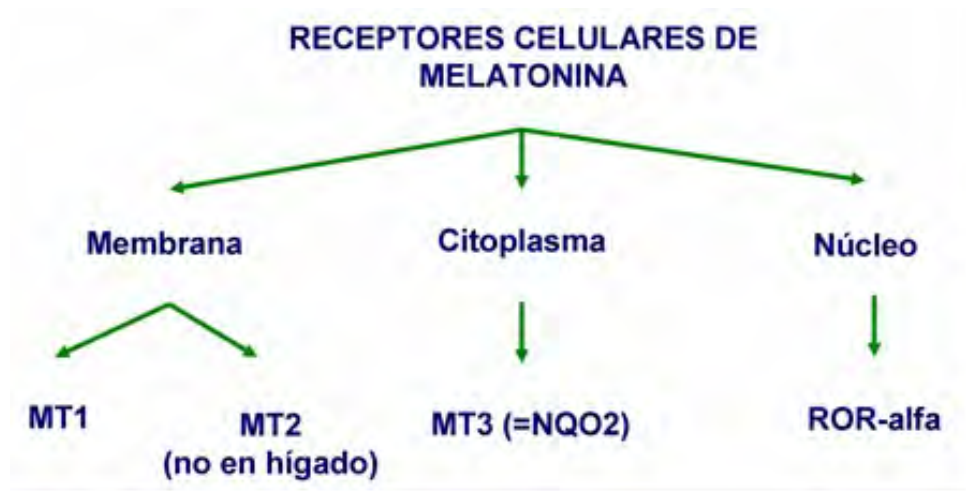 RECEPTORES CELULARES DE
MELATONINA
Membrana
Citoplasma
Núcleo
MT1
MT2
(no en hígado)
MT3 (=NQO2)
ROR-alfa